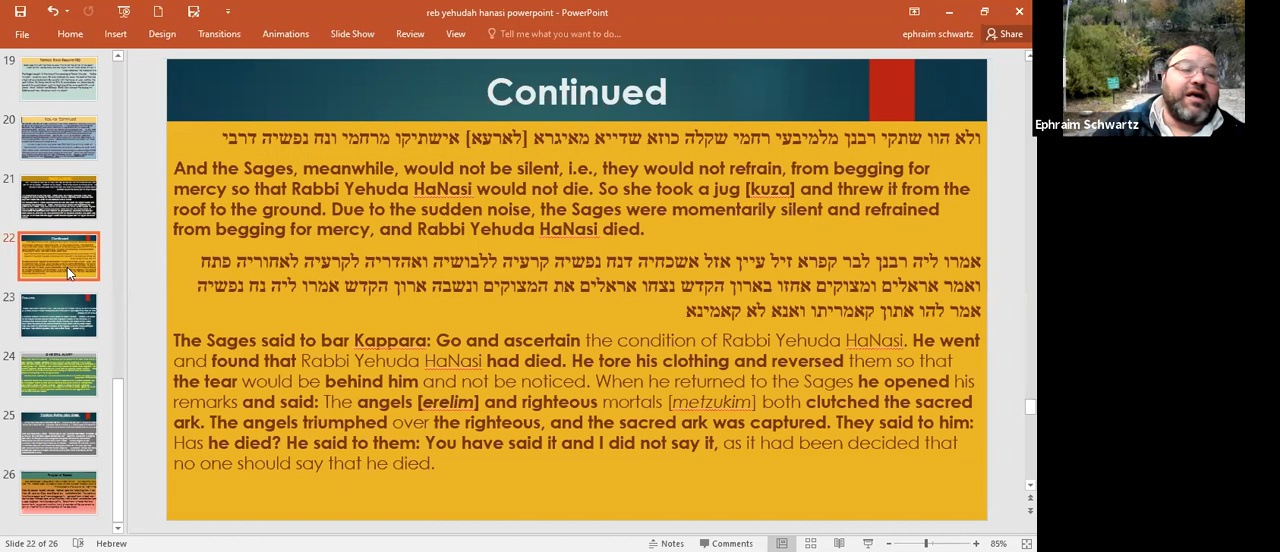 reb yehudah hanasi powerpoint - PowerPoint
File Home Insert Design Transitions Animations Slide Show Review View Tell me what you want to do... ephraim schwartz Share
19
20
21
22
23
24
25
26
Continued
ולא הוו שתקי רבנן מלמיבעי רחמי שקלה כוזא שדייא מאיגרא [לארעא] אישתיקו מרחמי ונח נפשיה דרבי
And the Sages, meanwhile, would not be silent, i.e., they would not refrain, from begging for
mercy so that Rabbi Yehuda HaNasi would not die. So she took a jug [kuza] and threw it from the
roof to the ground. Due to the sudden noise, the Sages were momentarily silent and refrained
from begging for mercy, and Rabbi Yehuda HaNasi died.
אמרו ליה רבנן לבר קפרא זיל עיין אזל אשכחיה דנח נפשיה קרעיה ללבושיה ואהדריה לקרעיה לאחוריה פתח
ואמר אראלים ומצוקים אחזו בארון הקדש נצחו אראלים את המצוקים ונשבה ארון הקדש אמרו ליה נח נפשיה
אמר להו אתון קאמריתו ואנא לא קאמינא
The Sages said to bar Kappara: Go and ascertain the condition of Rabbi Yehuda HaNasi. He went
and found that Rabbi Yehuda HaNasi had died. He tore his clothing and reversed them so that
the tear would be behind him and not be noticed. When he returned to the Sages he opened his
remarks and said: The angels [erelim] and righteous mortals [metzukim] both clutched the sacred
ark. The angels triumphed over the righteous, and the sacred ark was captured. They said to him:
Has he died? He said to them: You have said it and I did not say it, as it had been decided that
no one should say that he died.
Ephraim Schwartz
Slide 22 of 26 Hebrew Notes Comments 85%